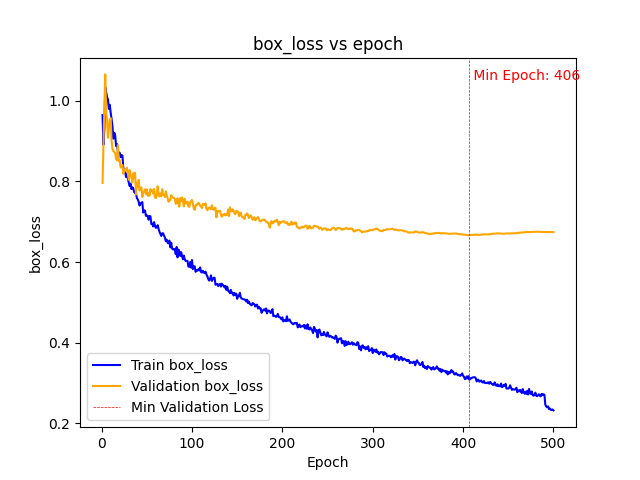 box_loss vs epoch
Min Epoch: 406
1.0
0.8
0.6
0.4
0.2
box_loss
Train box_loss
Validation box_loss
Min Validation Loss
0
100
200
300
400
500
Epoch